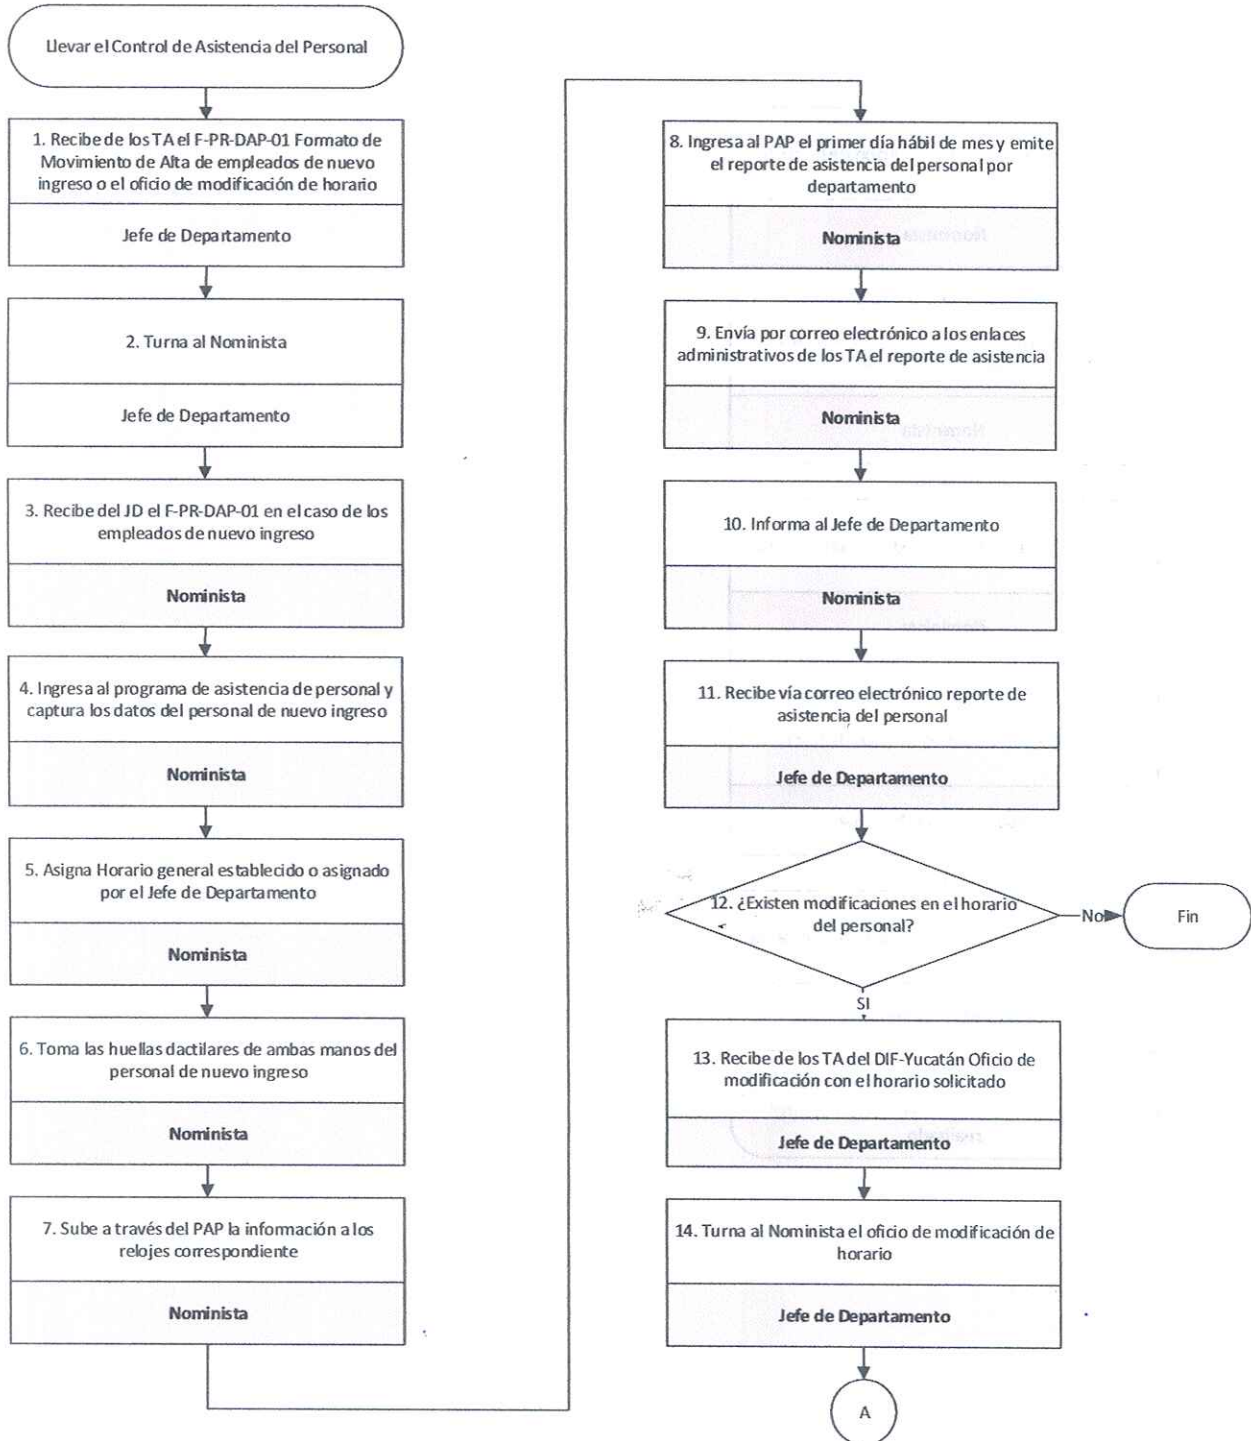 Llevar el Control de Asistencia del Personal
1. Recibe de los TA el F-PR-DAP-01 Formato de
Movimiento de Alta de empleados de nuevo
ingreso o el oficio de modificación de horario
Jefe de Departamento
2. Turna al Nominista
Jefe de Departamento
3. Recibe del JD el F-PR-DAP-01 en el caso de los
empleados de nuevo ingreso
Nominista
4. Ingresa al programa de asistencia de personal y
captura los datos del personal de nuevo ingreso
Nominista
5. Asigna Horario general establecido o asignado
por el Jefe de Departamento
Nominista
6. Toma las huellas dactilares de ambas manos del
personal de nuevo ingreso
Nominista
7. Sube a través del PAP la información a los
relojes correspondiente
Nominista
8. Ingresa al PAP el primer día hábil de mes y emite
el reporte de asistencia del personal por
departamento
Nominista
9. Envía por correo electrónico a los enlaces
administrativos de los TA el reporte de asistencia
Nominista
10. Informa al Jefe de Departamento
Nominista
11. Recibe vía correo electrónico reporte de
asistencia del personal
Jefe de Departamento
12. ¿Existen modificaciones en el horario
del personal?
No
Fin
SI
13. Recibe de los TA del DIF-Yucatán Oficio de
modificación con el horario solicitado
Jefe de Departamento
14. Turna al Nominista el oficio de modificación de
horario
Jefe de Departamento
A